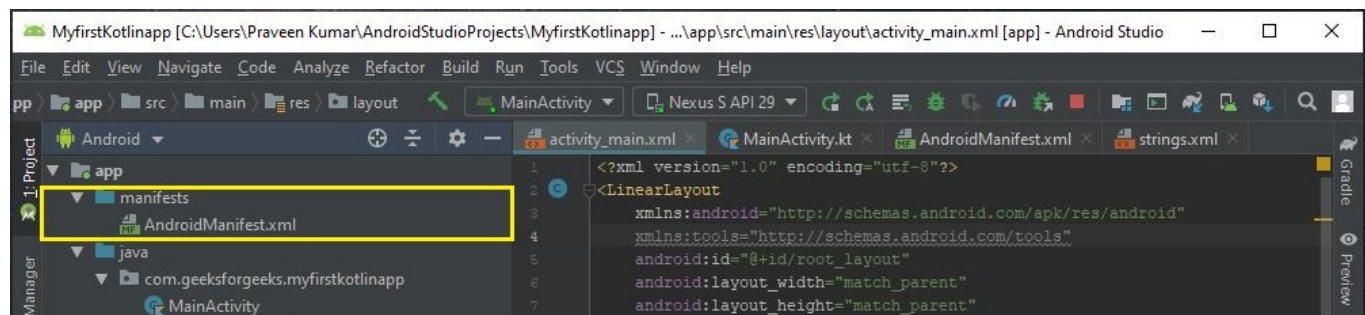 MyfirstKotlinapp [C:\Users\Praveen Kumar\AndroidStudioProjects\MyfirstKotlinapp] - ...\app\src\main\res\layout\activity_main.xml [app] - Android Studio
File Edit View Navigate Code Analyze Refactor Build Run Tools VCS Window Help
pp app src main res layout MainActivity Nexus S API 29
1: Project
Android
activity_main.xml MainActivity.kt AndroidManifest.xml strings.xml
app
manifests
AndroidManifest.xml
java
com.geeksforgeeks.myfirstkotlinapp
MainActivity
Manager
1 <?xml version="1.0" encoding="utf-8"?>
2 <LinearLayout
3 xmlns:android="http://schemas.android.com/apk/res/android"
4 xmlns:tools="http://schemas.android.com/tools"
5 android:id="@+id/root_layout"
6 android:layout_width="match_parent"
7 android:layout_height="match_parent"
Gradle
Preview